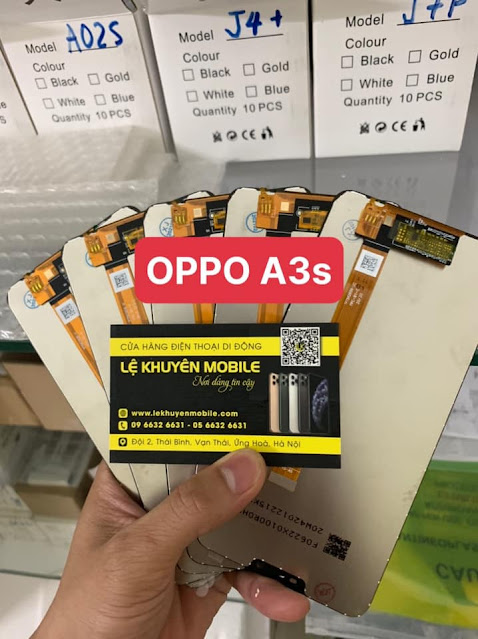 Model A02S
Colour
Black Gold
White Blue
Quantity 10 PCS
Model J4+
Colour
Black Gold
White Blue
Quantity 10 PCS
CE
Model J7P
Colour
Black Gold
White Blue
Quantity 10 PCS
CE
OPPO A3s
CỬA HÀNG ĐIỆN THOẠI DI ĐỘNG
LỆ KHUYÊN MOBILE
Nơi đáng tin cậy
www.lekhuyenmobile.com
09 6632 6631 - 05 6632 6631
Đội 2, Thái Bình, Vạn Thái, Ứng Hoà, Hà Nội
CAU